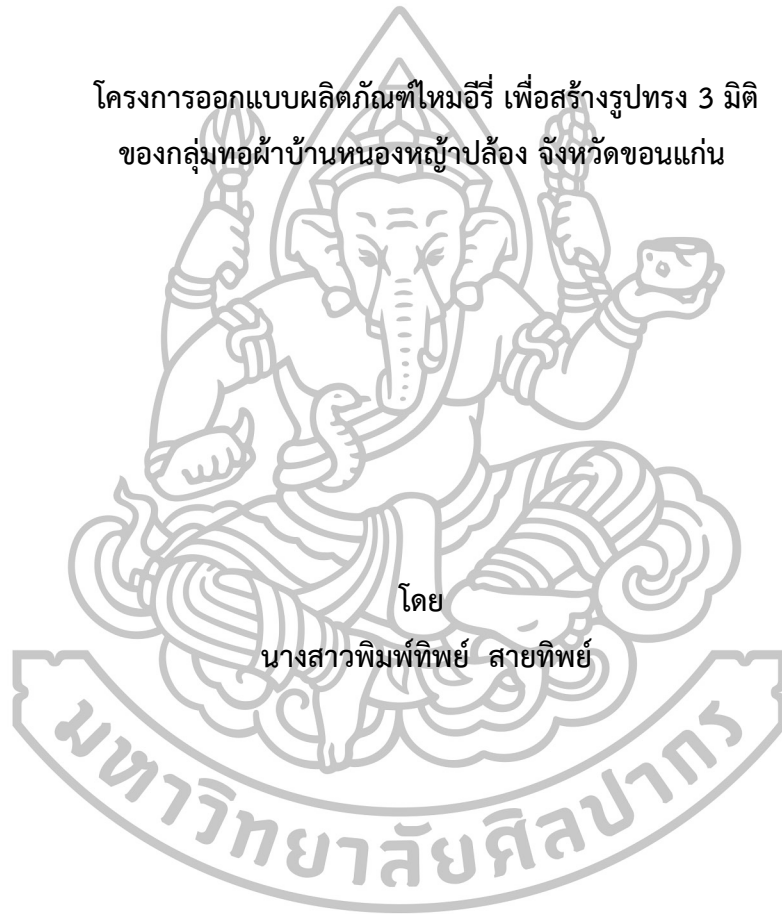 โครงการออกแบบผลิตภัณฑ์ไหมอีรี่ เพื่อสร้างรูปทรง 3 มิติ
ของกลุ่มทอผ้าบ้านหนองหญ้าปล้อง จังหวัดขอนแก่น
โดย
นางสาวพิมพ์ทิพย์ สายทิพย์
มหาวิทยาลัยศิลปากร